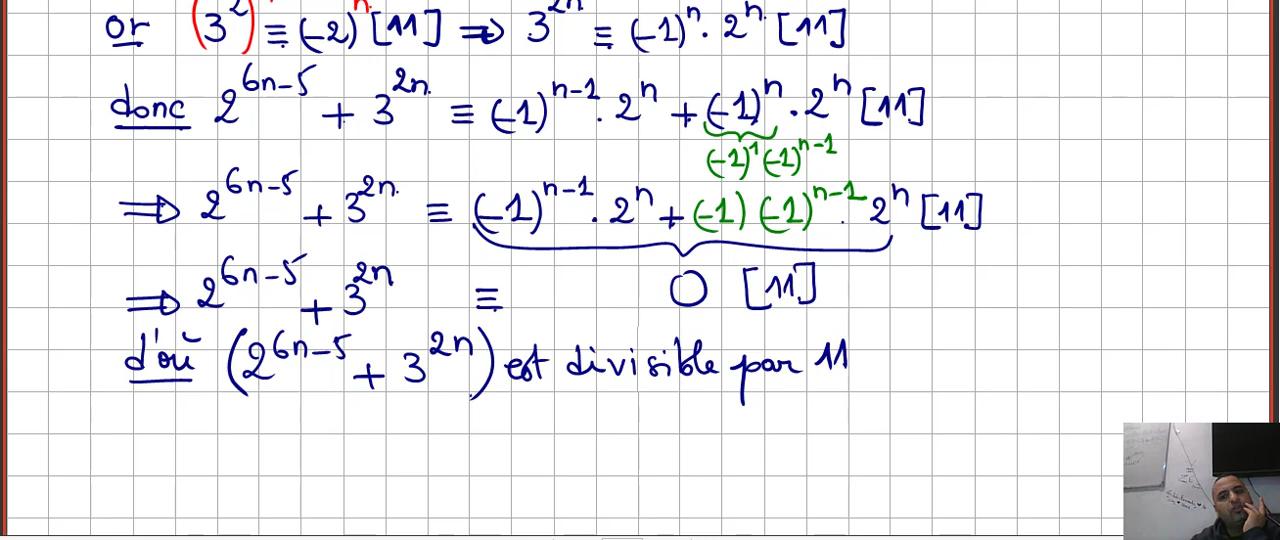 or (3²)ⁿ ≡ (-2)ⁿ [11] ⇒ 3²ⁿ ≡ (-1)ⁿ · 2ⁿ [11]
donc 2⁶ⁿ⁻⁵ + 3²ⁿ ≡ (-1)ⁿ⁻¹ · 2ⁿ + (-1)ⁿ · 2ⁿ [11]
(-1)¹ (-1)ⁿ⁻¹
⇒ 2⁶ⁿ⁻⁵ + 3²ⁿ ≡ (-1)ⁿ⁻¹ · 2ⁿ + (-1) (-1)ⁿ⁻¹ · 2ⁿ [11]
⇒ 2⁶ⁿ⁻⁵ + 3²ⁿ ≡ 0 [11]
d'où (2⁶ⁿ⁻⁵ + 3²ⁿ) est divisible par 11